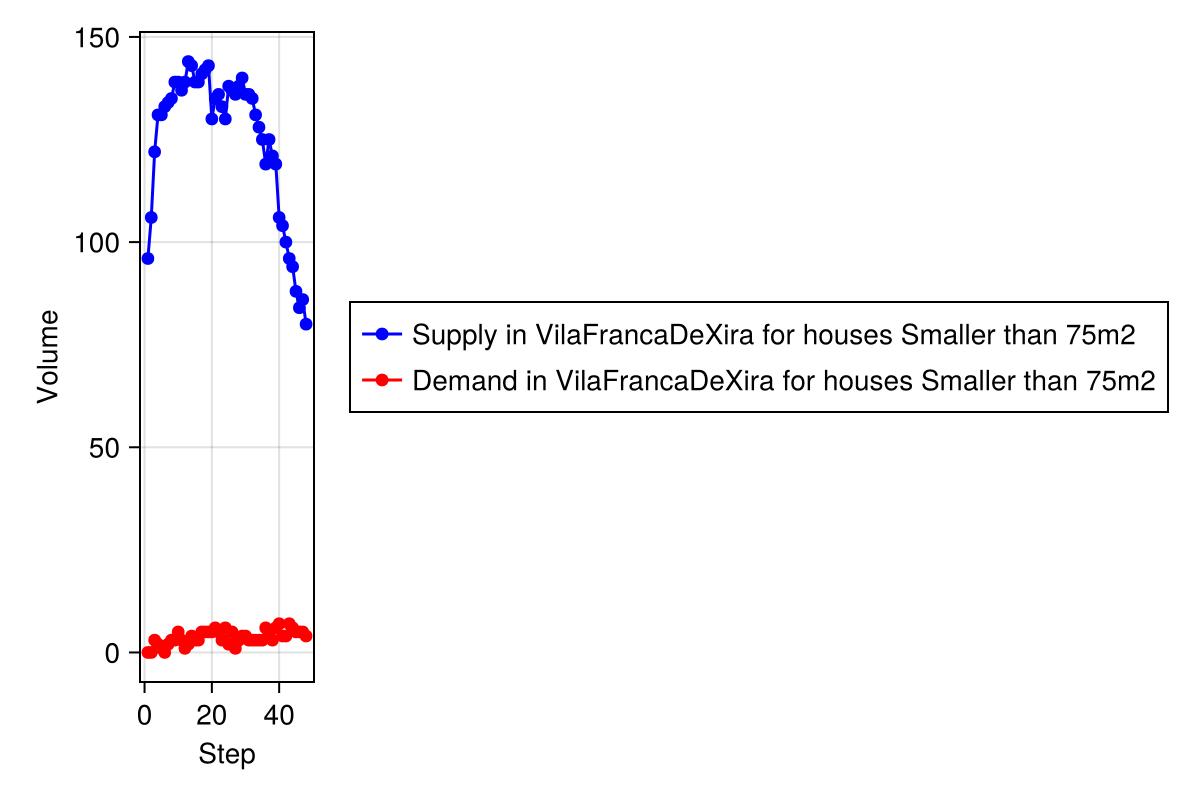 150
100
50
0
Volume
0 20 40
Step
Supply in VilaFrancaDeXira for houses Smaller than 75m2
Demand in VilaFrancaDeXira for houses Smaller than 75m2